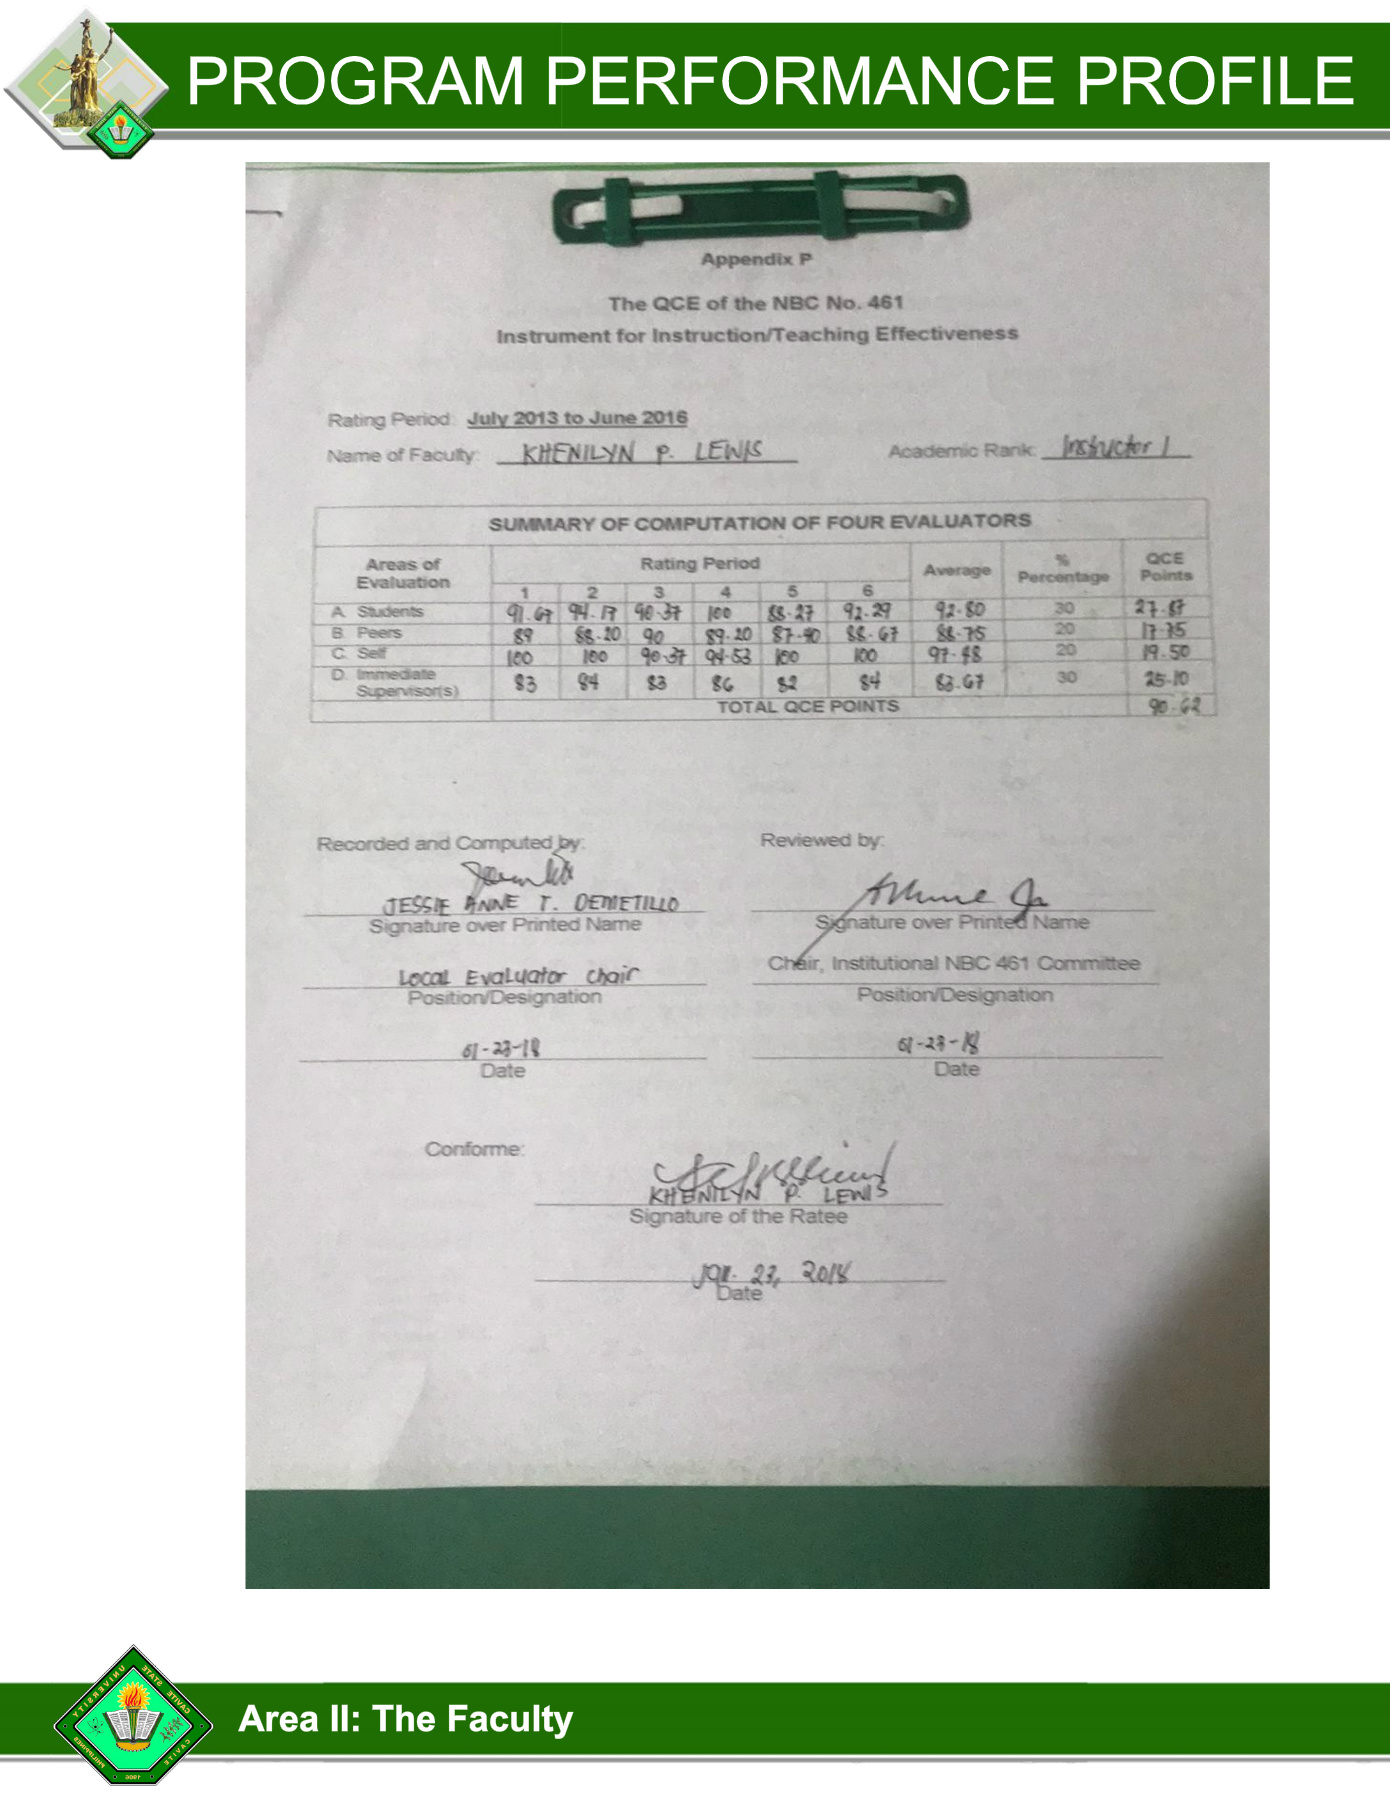 PROGRAM PERFORMANCE PROFILE
Appendix P
The QCE of the NBC No. 461
Instrument for Instruction/Teaching Effectiveness
Rating Period: July 2013 to June 2016
Name of Faculty: KHENILYN P. LEWIS Academic Rank: Instructor I
SUMMARY OF COMPUTATION OF FOUR EVALUATORS
Areas of Evaluation Rating Period Average % Percentage QCE Points
1 2 3 4 5 6
A. Students 91.67 94.17 90.37 100 88.27 92.29 92.80 30 27.87
B. Peers 89 88.20 90 89.20 87.40 88.67 88.75 20 17.75
C. Self 100 100 90.37 94.53 100 100 97.48 20 19.50
D. Immediate Supervisor(s) 83 84 83 86 82 84 83.67 30 25.10
TOTAL QCE POINTS 90.62
Recorded and Computed by: Reviewed by:
JESSIE ANNE T. DEMETILLO
Signature over Printed Name Signature over Printed Name
Local Evaluator Chair Chair, Institutional NBC 461 Committee
Position/Designation Position/Designation
01-23-18 01-23-18
Date Date
Conforme:
KHENILYN P. LEWIS
Signature of the Ratee
Jan. 23, 2018
Date
CAVITE STATE UNIVERSITY
CAVITE PHILIPPINES
1906
Area II: The Faculty